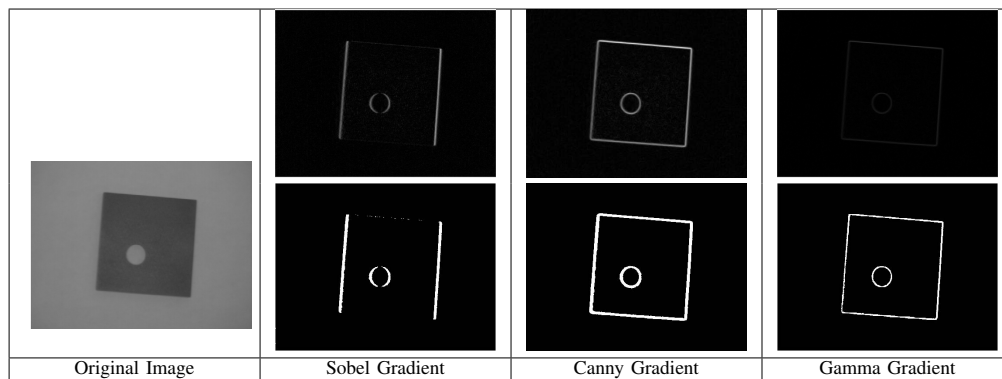 Original Image
Sobel Gradient
Canny Gradient
Gamma Gradient